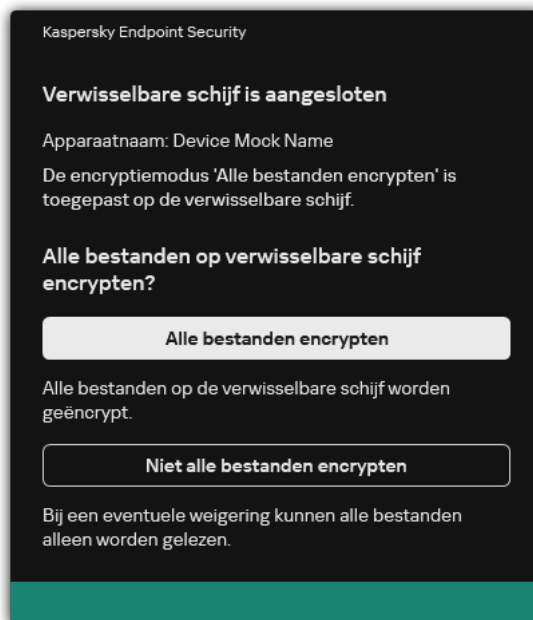 Kaspersky Endpoint Security
Verwisselbare schijf is aangesloten
Apparaatnaam: Device Mock Name
De encryptiemodus 'Alle bestanden encrypten' is
toegepast op de verwisselbare schijf.
Alle bestanden op verwisselbare schijf
encrypten?
Alle bestanden encrypten
Alle bestanden op de verwisselbare schijf worden
geëncrypt.
Niet alle bestanden encrypten
Bij een eventuele weigering kunnen alle bestanden
alleen worden gelezen.